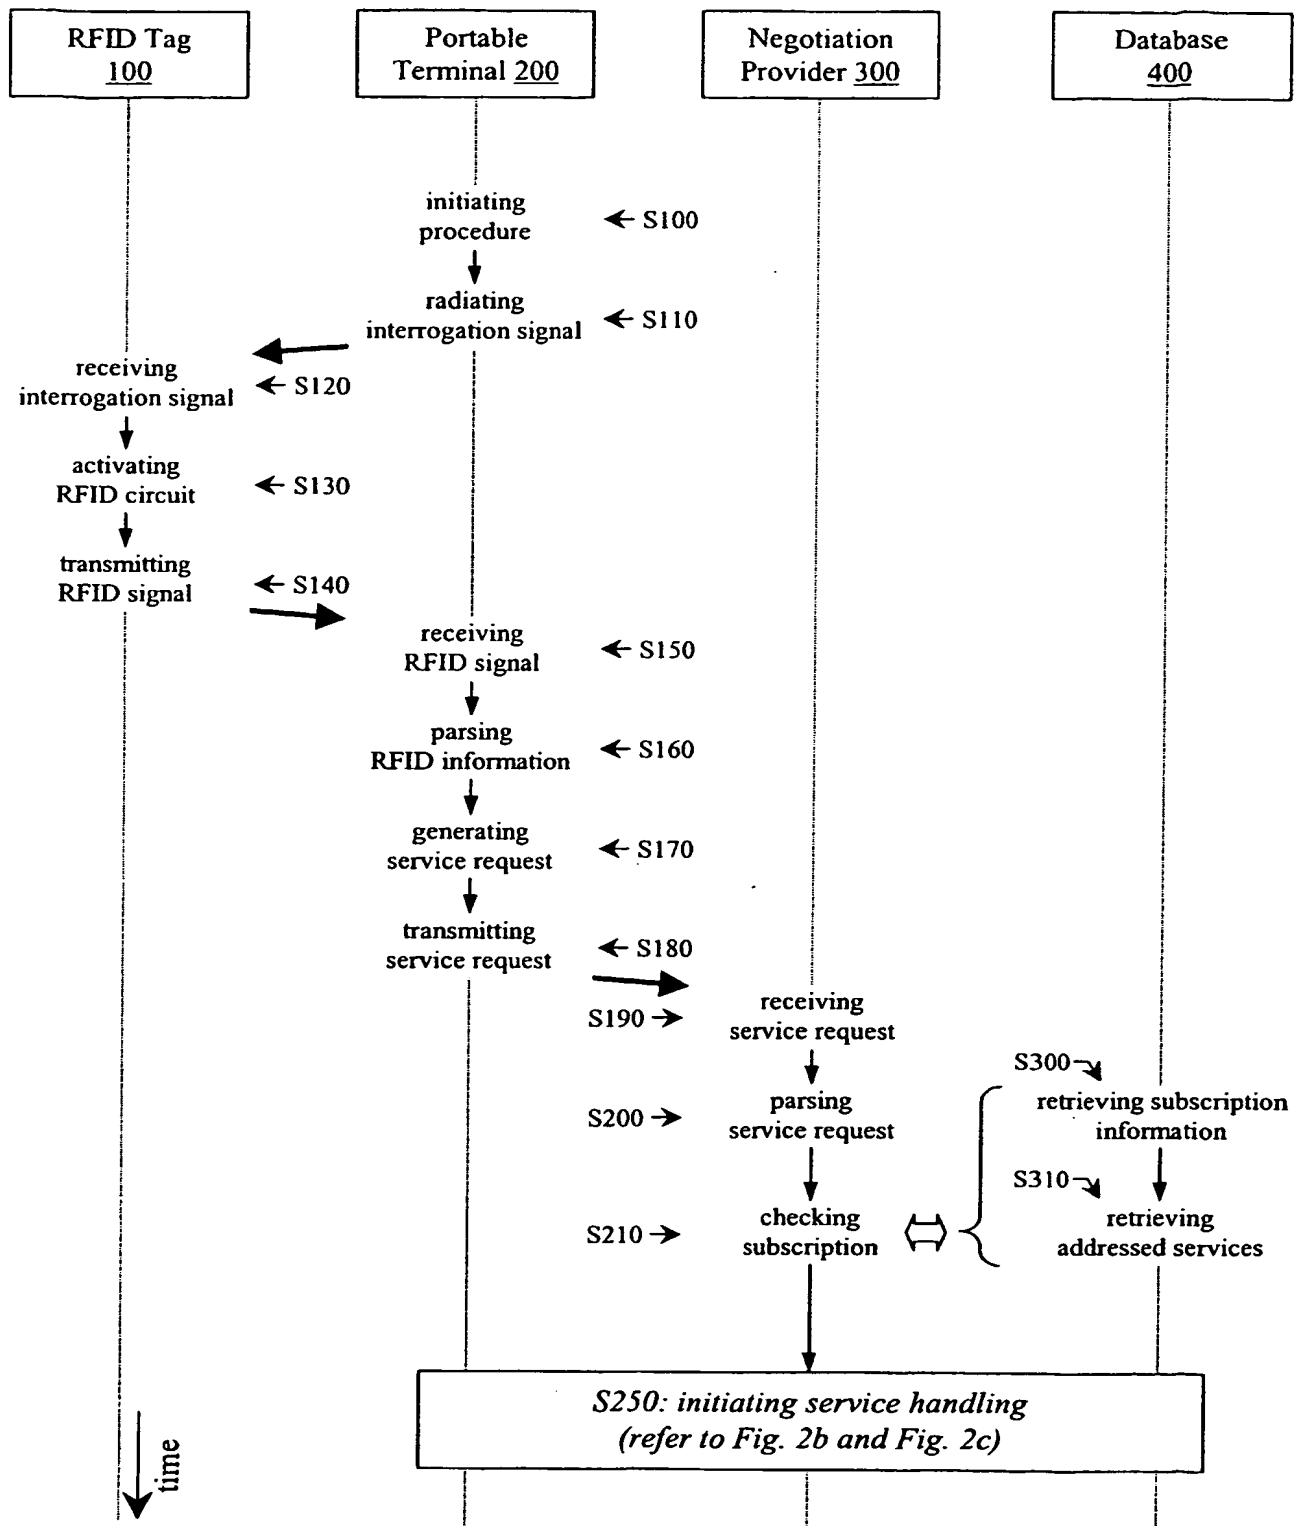 RFID Tag
100
Portable
Terminal 200
Negotiation
Provider 300
Database
400
initiating
procedure
← S100
radiating
interrogation signal
← S110
receiving
interrogation signal
← S120
activating
RFID circuit
← S130
transmitting
RFID signal
← S140
receiving
RFID signal
← S150
parsing
RFID information
← S160
generating
service request
← S170
transmitting
service request
← S180
S190 →
receiving
service request
S300
retrieving subscription
information
S200 →
parsing
service request
S310
retrieving
addressed services
S210 →
checking
subscription
S250: initiating service handling
(refer to Fig. 2b and Fig. 2c)
time